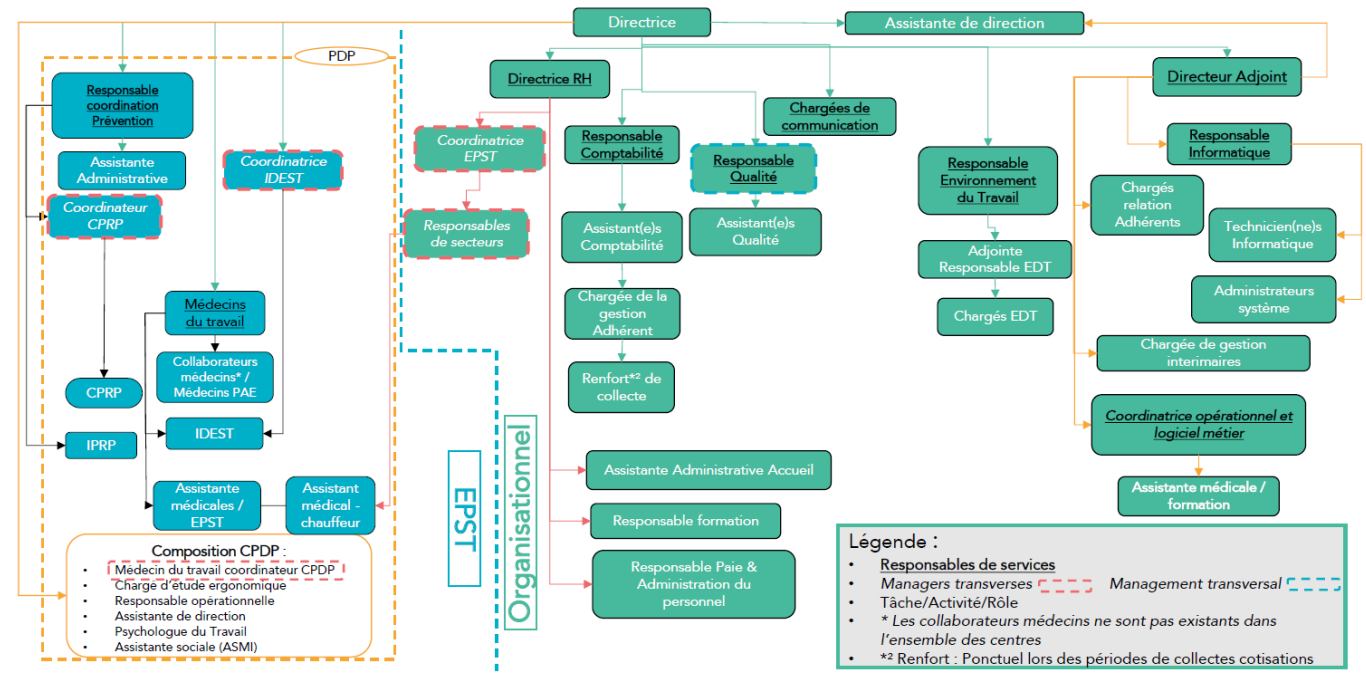 Directrice
Assistante de direction
PDP
Responsable
coordination
Prévention
Directrice RH
Directeur Adjoint
Chargées de
communication
Coordinatrice
EPST
Responsable
Comptabilité
Responsable
Informatique
Assistante
Administrative
Coordinatrice
IDEST
Responsable
Qualité
Responsable
Environnement
du Travail
Chargés
relation
Adhérents
Coordinateur
CPRP
Responsables
de secteurs
Assistant(e)s
Comptabilité
Assistant(e)s
Qualité
Technicien(ne)s
Informatique
Adjointe
Responsable EDT
Médecins
du travail
Chargée de la
gestion
Adhérent
Chargés EDT
Administrateurs
système
Collaborateurs
médecins* /
Médecins PAE
Chargée de gestion
interimaires
CPRP
Renfort*² de
collecte
IDEST
IPRP
Coordinatrice opérationnel et
logiciel métier
EPST
Organisationnel
Assistante Administrative Accueil
Assistante
médicales /
EPST
Assistant
médical -
chauffeur
Assistante médicale /
formation
Responsable formation
Responsable Paie &
Administration du
personnel
Composition CPDP :
• Médecin du travail coordinateur CPDP
• Charge d'étude ergonomique
• Responsable opérationnelle
• Assistante de direction
• Psychologue du Travail
• Assistante sociale (ASMI)
Légende :
• Responsables de services
• Managers transverses Management transversal
• Tâche/Activité/Rôle
• * Les collaborateurs médecins ne sont pas existants dans
l'ensemble des centres
• *² Renfort : Ponctuel lors des périodes de collectes cotisations